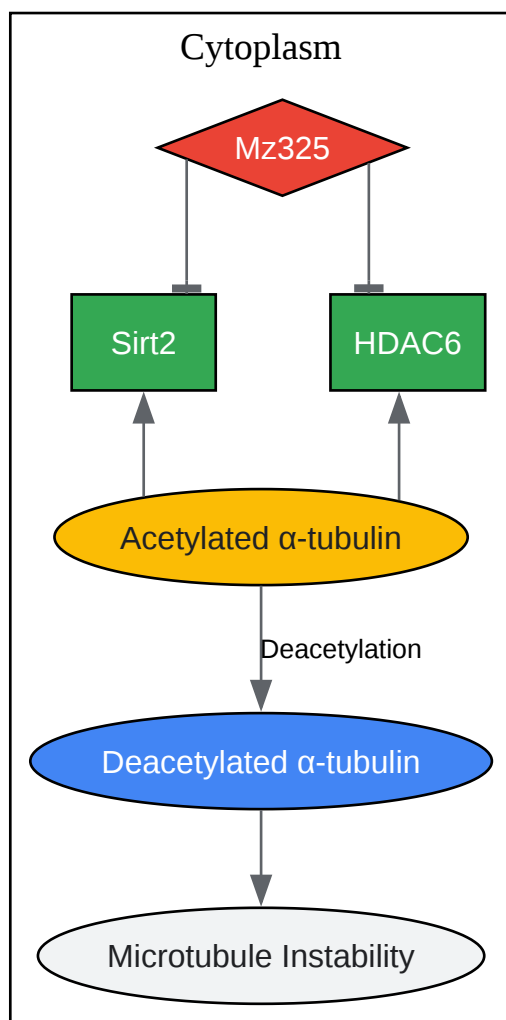 Cytoplasm
Mz325
Sirt2
HDAC6
Acetylated α-tubulin
Deacetylation
Deacetylated α-tubulin
Microtubule Instability